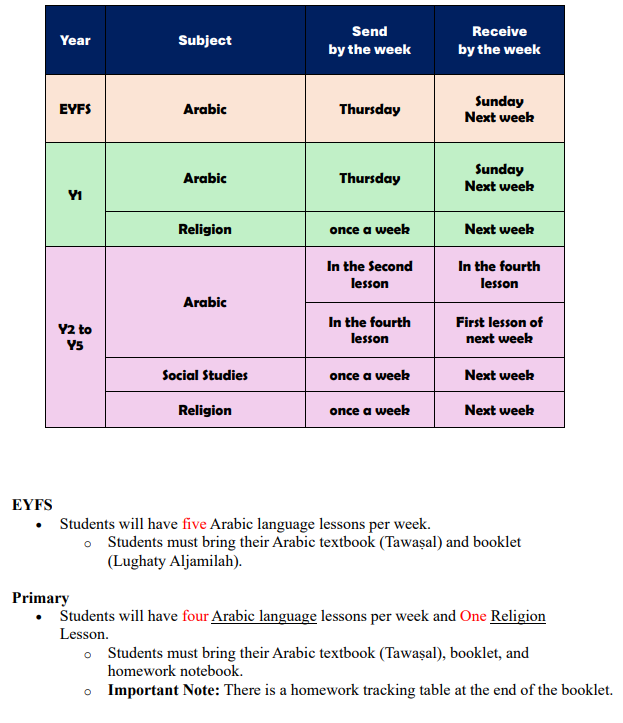 Year Subject Send by the week Receive by the week
EYFS Arabic Thursday Sunday Next week
Y1 Arabic Thursday Sunday Next week
Religion once a week Next week
Y2 to Y5 Arabic In the Second lesson In the fourth lesson
In the fourth lesson First lesson of next week
Social Studies once a week Next week
Religion once a week Next week
EYFS
• Students will have five Arabic language lessons per week.
o Students must bring their Arabic textbook (Tawaṣal) and booklet
(Lughaty Aljamilah).
Primary
• Students will have four Arabic language lessons per week and One Religion
Lesson.
o Students must bring their Arabic textbook (Tawaṣal), booklet, and
homework notebook.
o Important Note: There is a homework tracking table at the end of the booklet.